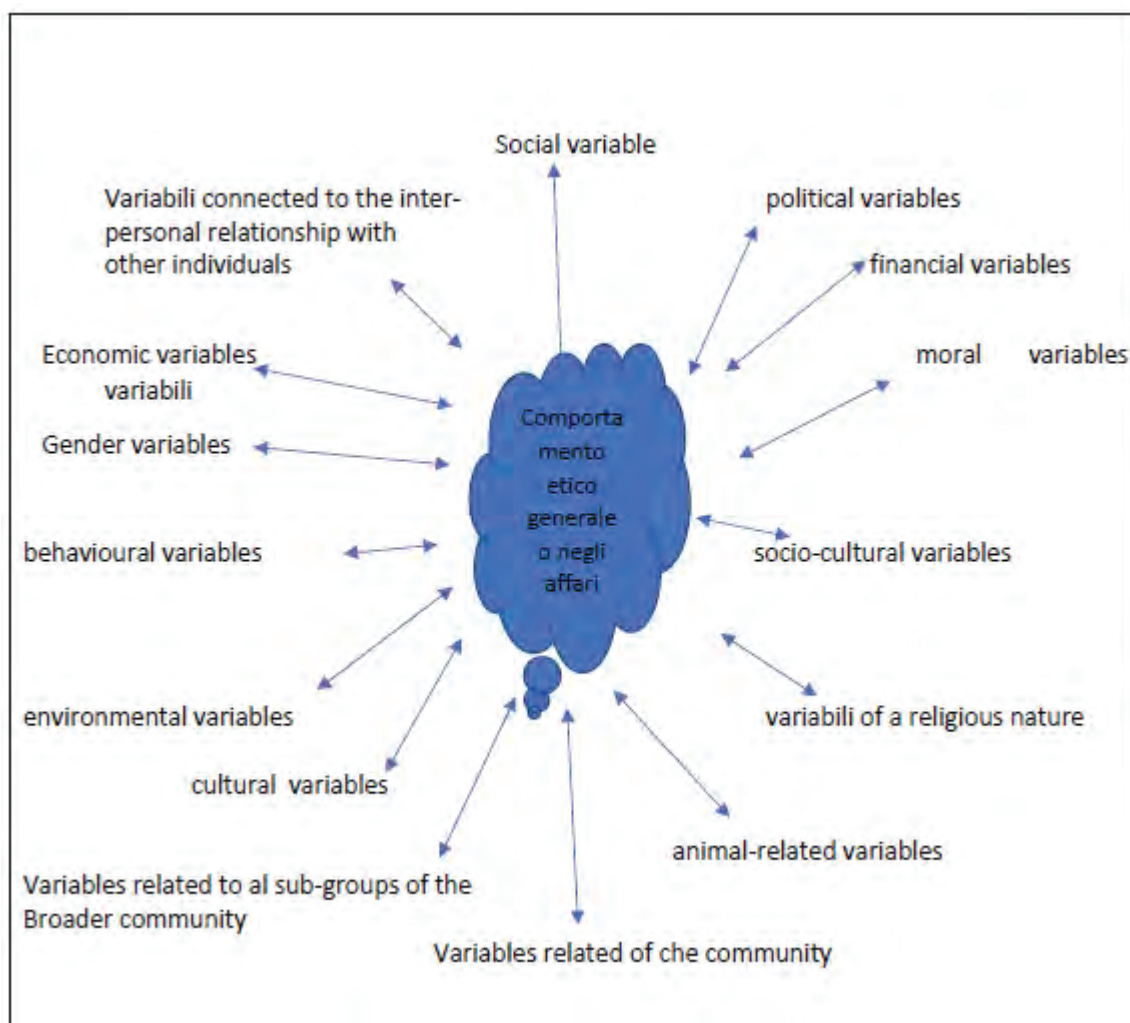 Social variable
Variabili connected to the inter-
personal relationship with
other individuals
political variables
financial variables
Economic variables
variabili
moral variables
Gender variables
Comporta
mento
etico
generale
o negli
affari
behavioural variables
socio-cultural variables
environmental variables
variabili of a religious nature
cultural variables
animal-related variables
Variables related to al sub-groups of the
Broader community
Variables related of che community